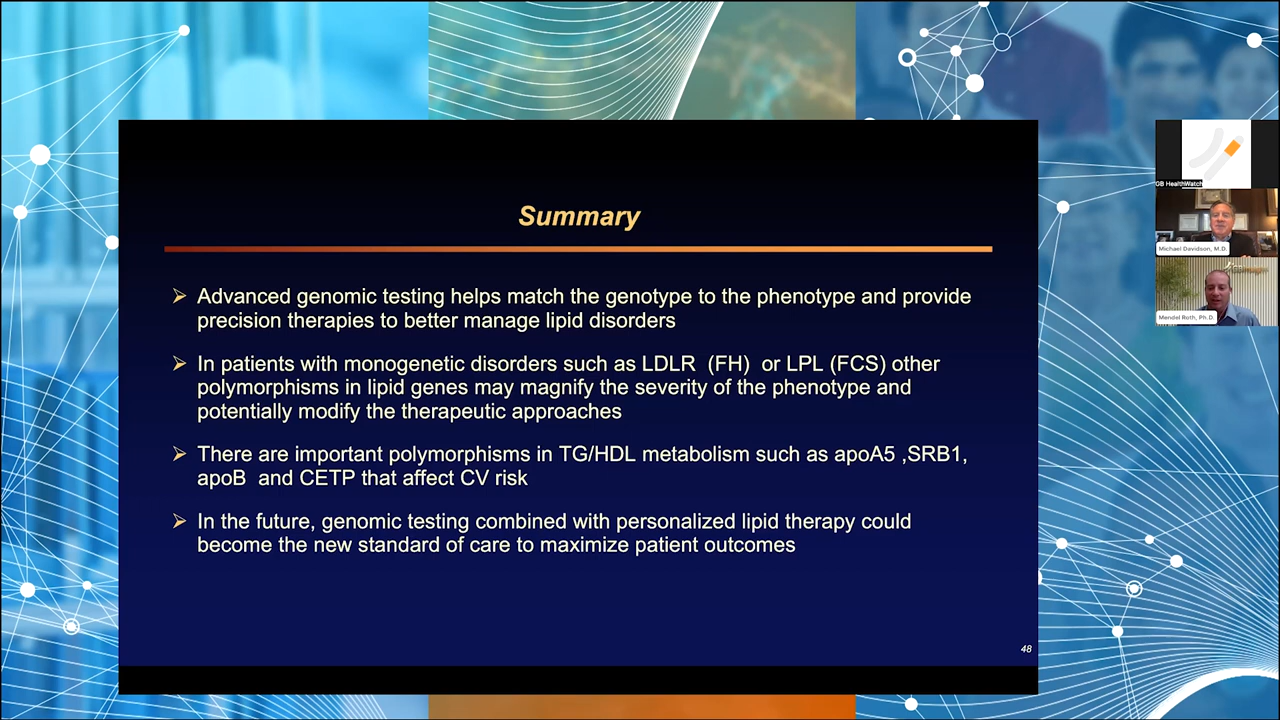 Summary
➢ Advanced genomic testing helps match the genotype to the phenotype and provide
precision therapies to better manage lipid disorders
➢ In patients with monogenetic disorders such as LDLR (FH) or LPL (FCS) other
polymorphisms in lipid genes may magnify the severity of the phenotype and
potentially modify the therapeutic approaches
➢ There are important polymorphisms in TG/HDL metabolism such as apoA5 ,SRB1,
apoB and CETP that affect CV risk
➢ In the future, genomic testing combined with personalized lipid therapy could
become the new standard of care to maximize patient outcomes
48
GB HealthWatch
Michael Davidson, M.D.
Mendel Roth, Ph.D.